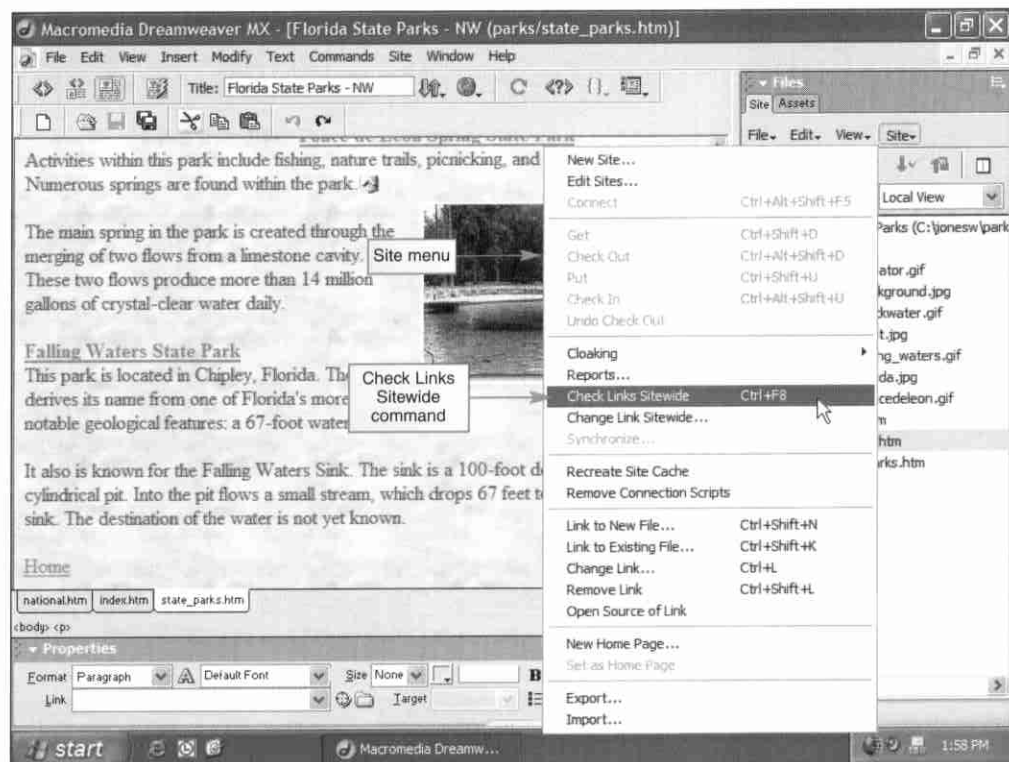 Macromedia Dreamweaver MX - [Florida State Parks - NW (parks/state_parks.htm)]
File Edit View Insert Modify Text Commands Site Window Help
Title: Florida State Parks - NW
Files
Site Assets
File Edit View Site
Local View
Ponce de Leon Spring State Park
Activities within this park include fishing, nature trails, picnicking, and
Numerous springs are found within the park.
The main spring in the park is created through the
merging of two flows from a limestone cavity.
These two flows produce more than 14 million
gallons of crystal-clear water daily.
Falling Waters State Park
This park is located in Chipley, Florida. The
derives its name from one of Florida's more
notable geological features: a 67-foot water
It also is known for the Falling Waters Sink. The sink is a 100-foot d
cylindrical pit. Into the pit flows a small stream, which drops 67 feet t
sink. The destination of the water is not yet known.
Home
Site menu
Check Links
Sitewide
command
New Site...
Edit Sites...
Connect Ctrl+Alt+Shift+F5
Get Ctrl+Shift+D
Check Out Ctrl+Alt+Shift+D
Put Ctrl+Shift+U
Check In Ctrl+Alt+Shift+U
Undo Check Out
Cloaking
Reports...
Check Links Sitewide Ctrl+F8
Change Link Sitewide...
Synchronize...
Recreate Site Cache
Remove Connection Scripts
Link to New File... Ctrl+Shift+N
Link to Existing File... Ctrl+Shift+K
Change Link... Ctrl+L
Remove Link Ctrl+Shift+L
Open Source of Link
New Home Page...
Set as Home Page
Export...
Import...
Parks (C:\jonesw\park
ator.gif
kground.jpg
kwater.gif
t.jpg
ng_waters.gif
da.jpg
cedeleon.gif
m
htm
rks.htm
national.htm index.htm state_parks.htm
<body> <p>
Properties
Format Paragraph Default Font Size None B
Link Target
start Macromedia Dreamw... 1:58 PM